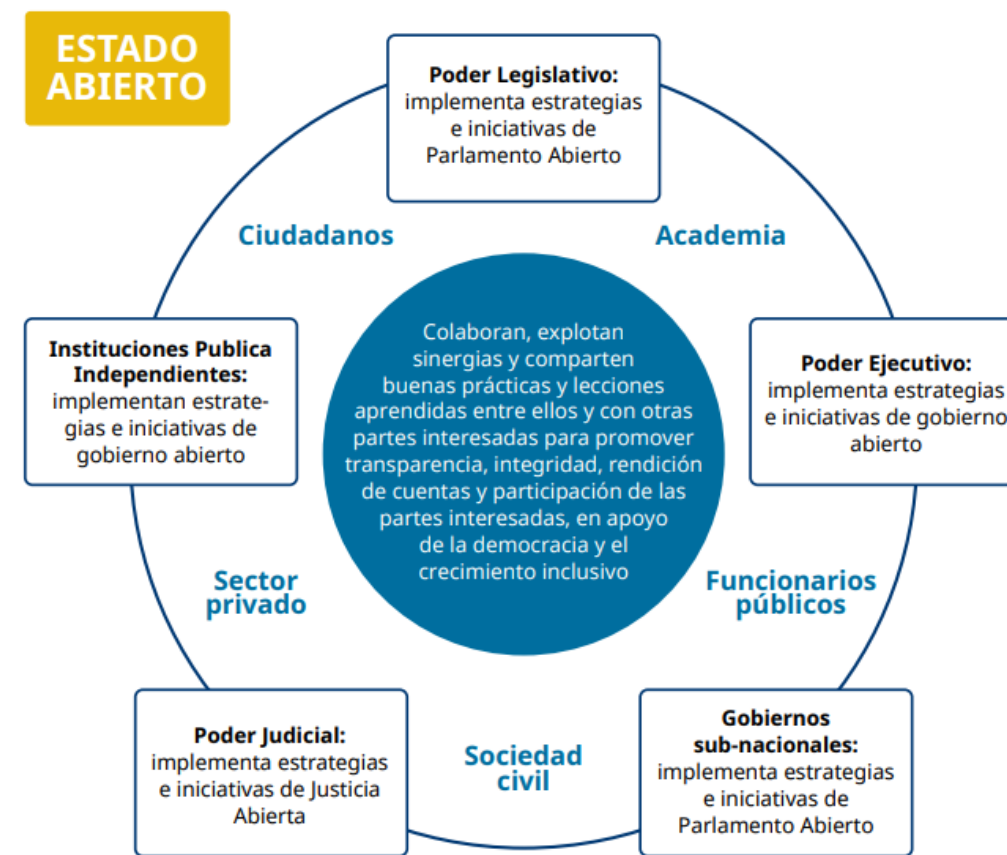 ESTADO
ABIERTO
Poder Legislativo:
implementa estrategias
e iniciativas de
Parlamento Abierto
Ciudadanos
Academia
Instituciones Publica
Independientes:
implementan estrate-
gias e iniciativas de
gobierno abierto
Colaboran, explotan
sinergias y comparten
buenas prácticas y lecciones
aprendidas entre ellos y con otras
partes interesadas para promover
transparencia, integridad, rendición
de cuentas y participación de las
partes interesadas, en apoyo
de la democracia y el
crecimiento inclusivo
Poder Ejecutivo:
implementa estrategias
e iniciativas de gobierno
abierto
Sector
privado
Funcionarios
públicos
Poder Judicial:
implementa estrategias
e iniciativas de Justicia
Abierta
Sociedad
civil
Gobiernos
sub-nacionales:
implementa estrategias
e iniciativas de
Parlamento Abierto